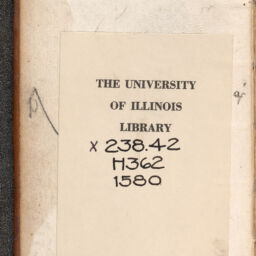 THE UNIVERSITY
OF ILLINOIS
LIBRARY
x 238.42
H362
1580